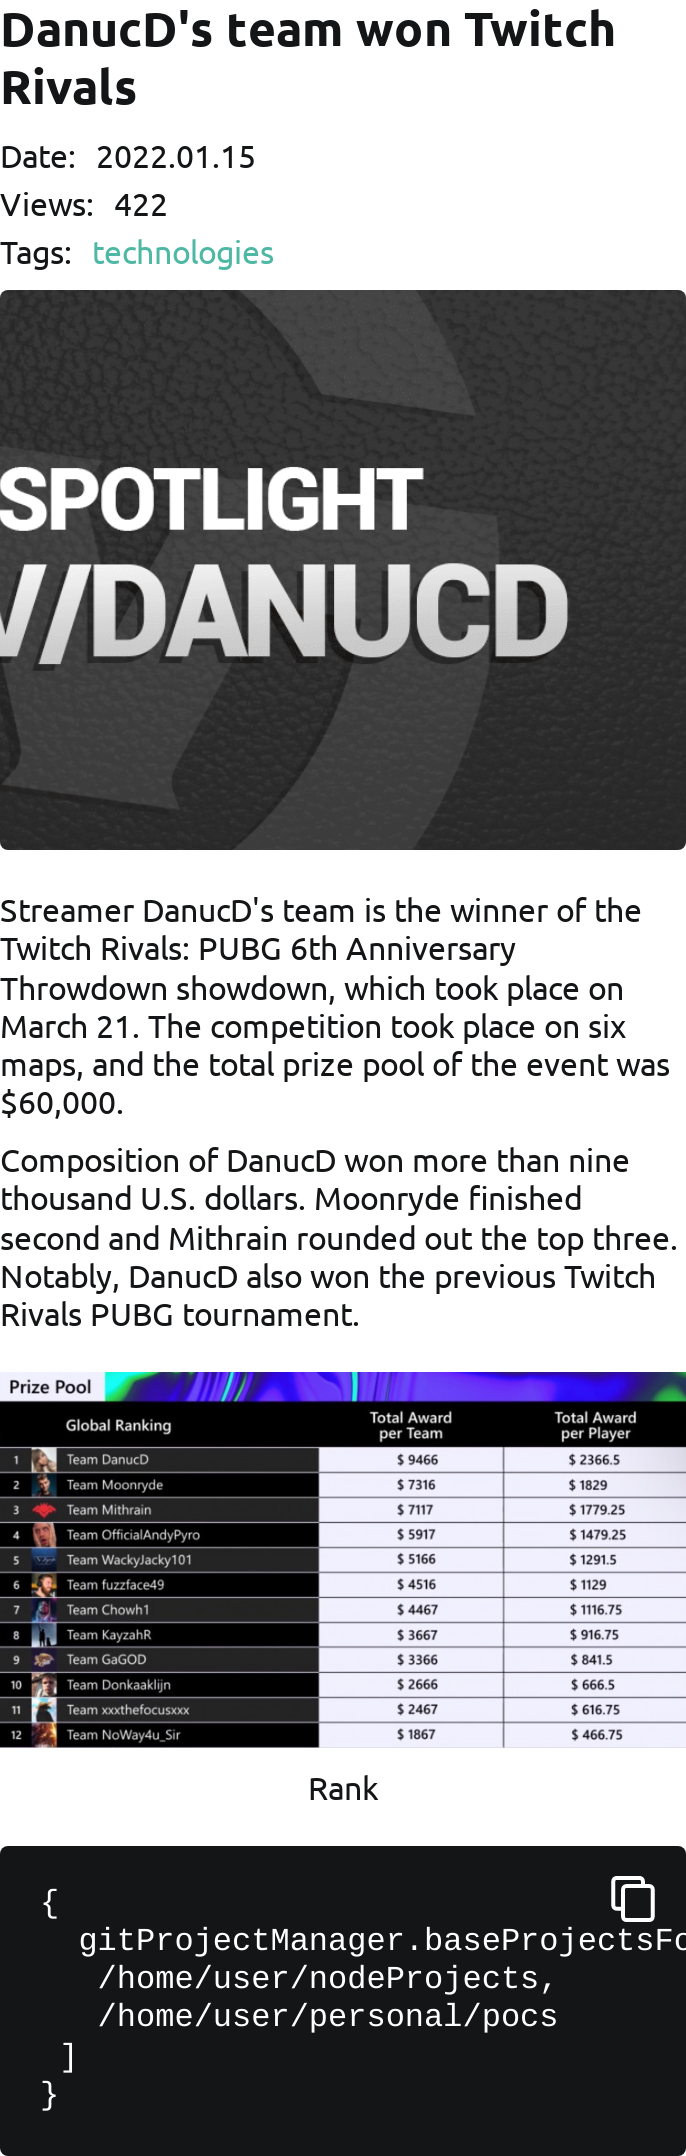 DanucD's team won Twitch
Rivals
Date: 2022.01.15
Views: 422
Tags: technologies
SPOTLIGHT
/DANUCD
Streamer DanucD's team is the winner of the
Twitch Rivals: PUBG 6th Anniversary
Throwdown showdown, which took place on
March 21. The competition took place on six
maps, and the total prize pool of the event was
$60,000.
Composition of DanucD won more than nine
thousand U.S. dollars. Moonryde finished
second and Mithrain rounded out the top three.
Notably, DanucD also won the previous Twitch
Rivals PUBG tournament.
Prize Pool
Global Ranking Total Award per Team Total Award per Player
1 Team DanucD $ 9466 $ 2366.5
2 Team Moonryde $ 7316 $ 1829
3 Team Mithrain $ 7117 $ 1779.25
4 Team OfficialAndyPyro $ 5917 $ 1479.25
5 Team WackyJacky101 $ 5166 $ 1291.5
6 Team fuzzface49 $ 4516 $ 1129
7 Team Chowh1 $ 4467 $ 1116.75
8 Team KayzahR $ 3667 $ 916.75
9 Team GaGOD $ 3366 $ 841.5
10 Team Donkaaklijn $ 2666 $ 666.5
11 Team xxxthefocusxxx $ 2467 $ 616.75
12 Team NoWay4u_Sir $ 1867 $ 466.75
Rank
{
gitProjectManager.baseProjectsFo
/home/user/nodeProjects,
/home/user/personal/pocs
]
}